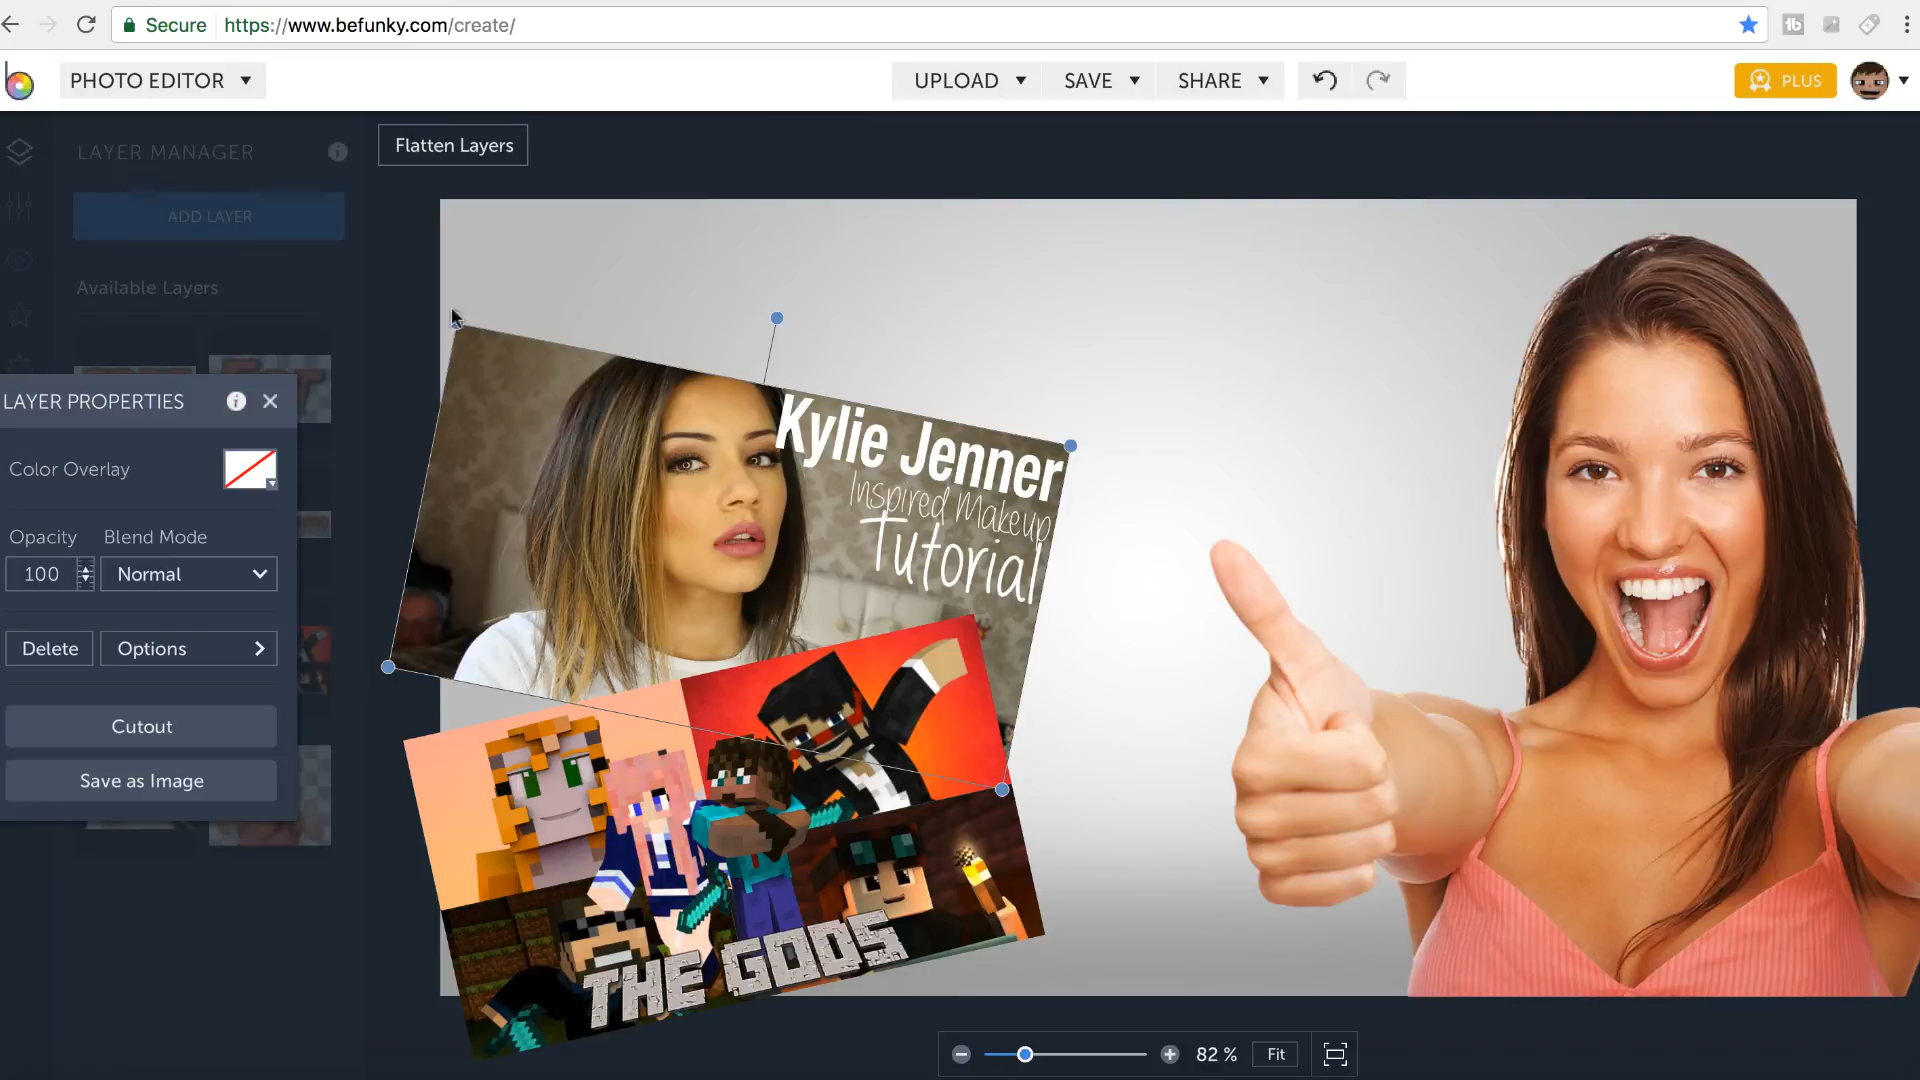 Secure https://www.befunky.com/create/
PHOTO EDITOR UPLOAD SAVE SHARE PLUS
LAYER MANAGER
Flatten Layers
ADD LAYER
Available Layers
LAYER PROPERTIES
Color Overlay
Opacity Blend Mode
100 Normal
Delete Options
Cutout
Save as Image
Kylie Jenner
Inspired Makeup
Tutorial
THE GODS
82 % Fit